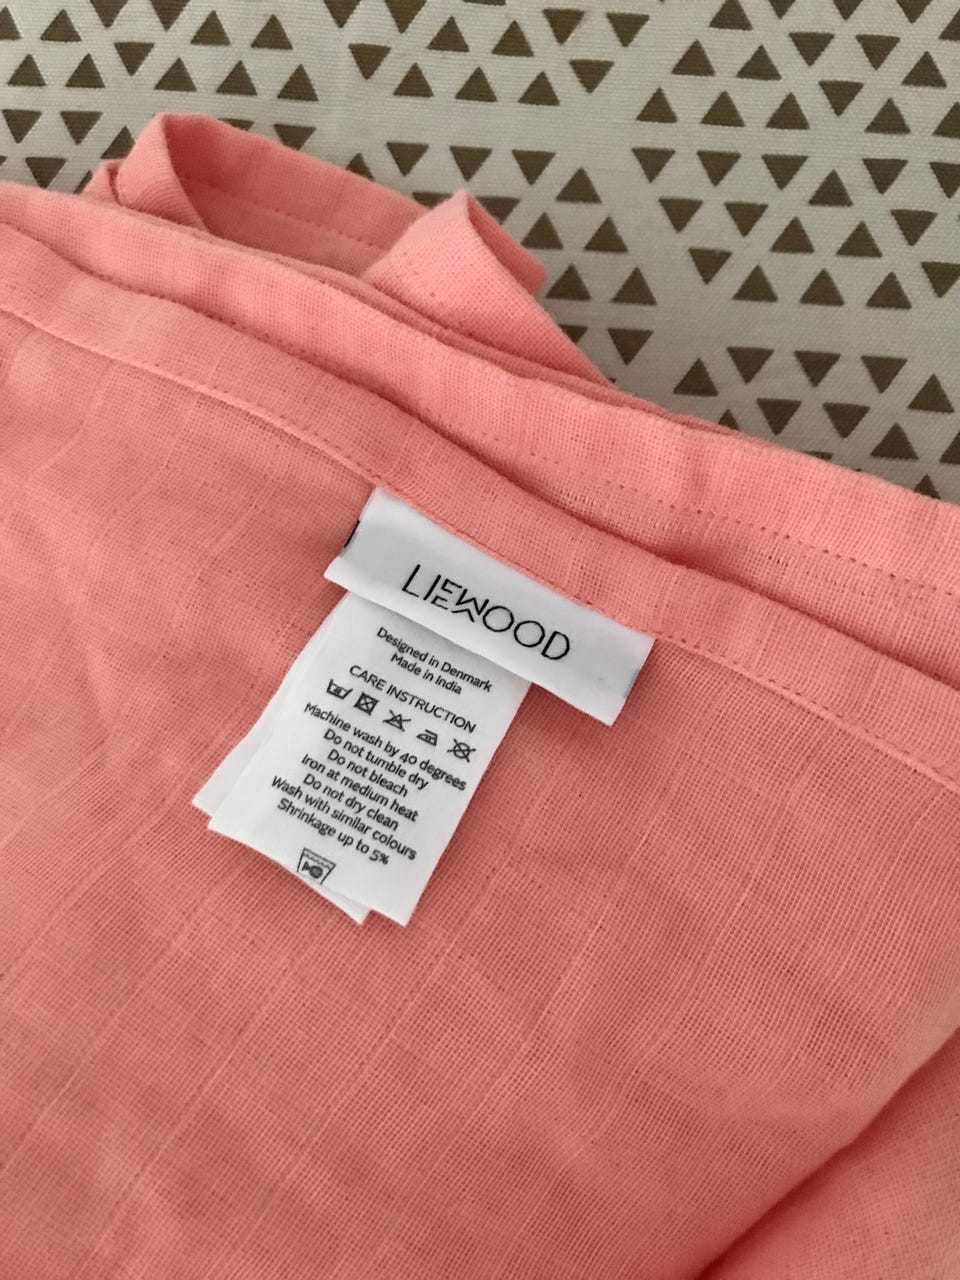 LIEWOOD
Designed in Denmark
Made in India
CARE INSTRUCTION
Machine wash by 40 degrees
Do not tumble dry
Do not bleach
Iron at medium heat
Do not dry clean
Wash with similar colours
Shrinkage up to 5%